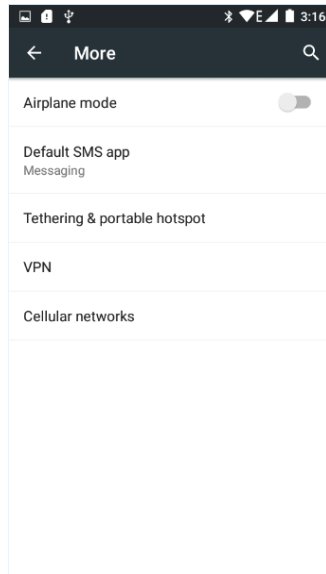 E 3:16
More
Airplane mode
Default SMS app
Messaging
Tethering & portable hotspot
VPN
Cellular networks